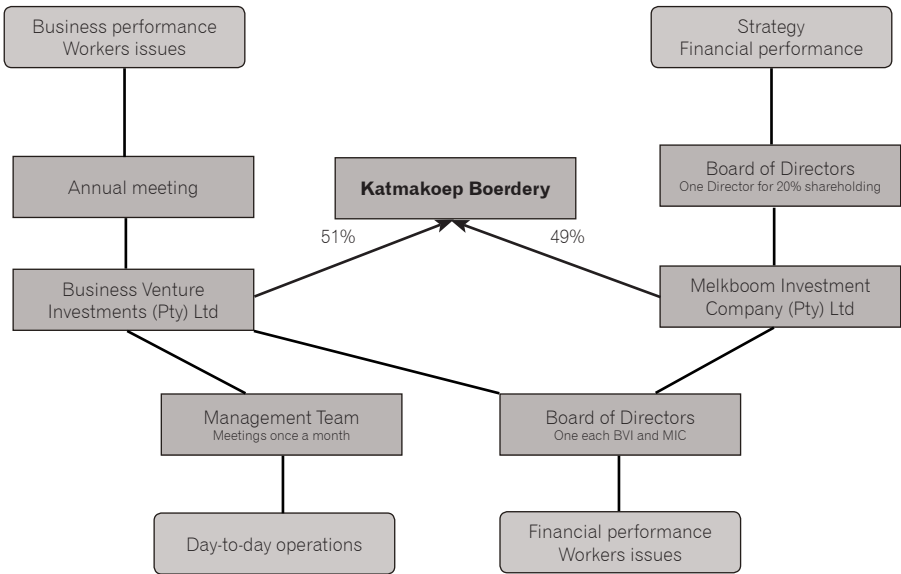 Business performance
Workers issues
Strategy
Financial performance
Annual meeting
Katmakoep Boerdery
Board of Directors
One Director for 20% shareholding
51%
49%
Business Venture
Investments (Pty) Ltd
Melkboom Investment
Company (Pty) Ltd
Management Team
Meetings once a month
Board of Directors
One each BVI and MIC
Day-to-day operations
Financial performance
Workers issues